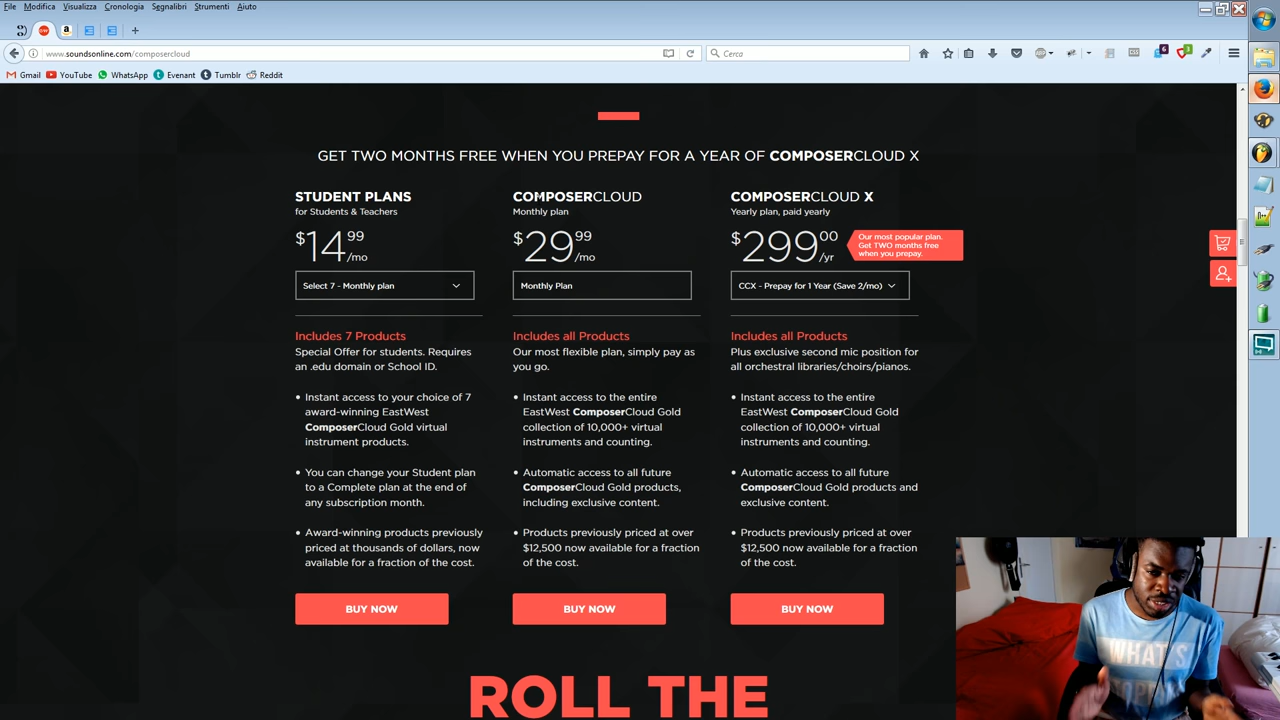 File Modifica Visualizza Cronologia Segnalibri Strumenti Aiuto
www.soundsonline.com/composercloud
Cerca
Gmail YouTube WhatsApp Evenant Tumblr Reddit
GET TWO MONTHS FREE WHEN YOU PREPAY FOR A YEAR OF COMPOSERCLOUD X
STUDENT PLANS
for Students & Teachers
$14.99/mo
Select 7 - Monthly plan
Includes 7 Products
Special Offer for students. Requires
an .edu domain or School ID.
• Instant access to your choice of 7
award-winning EastWest
ComposerCloud Gold virtual
instrument products.
• You can change your Student plan
to a Complete plan at the end of
any subscription month.
• Award-winning products previously
priced at thousands of dollars, now
available for a fraction of the cost.
BUY NOW
COMPOSERCLOUD
Monthly plan
$29.99/mo
Monthly Plan
Includes all Products
Our most flexible plan, simply pay as
you go.
• Instant access to the entire
EastWest ComposerCloud Gold
collection of 10,000+ virtual
instruments and counting.
• Automatic access to all future
ComposerCloud Gold products,
including exclusive content.
• Products previously priced at over
$12,500 now available for a fraction
of the cost.
BUY NOW
COMPOSERCLOUD X
Yearly plan, paid yearly
$299.00/yr
Our most popular plan.
Get TWO months free
when you prepay.
CCX - Prepay for 1 Year (Save 2/mo)
Includes all Products
Plus exclusive second mic position for
all orchestral libraries/choirs/pianos.
• Instant access to the entire
EastWest ComposerCloud Gold
collection of 10,000+ virtual
instruments and counting.
• Automatic access to all future
ComposerCloud Gold products and
exclusive content.
• Products previously priced at over
$12,500 now available for a fraction
of the cost.
BUY NOW
ROLL THE
WHAT'S